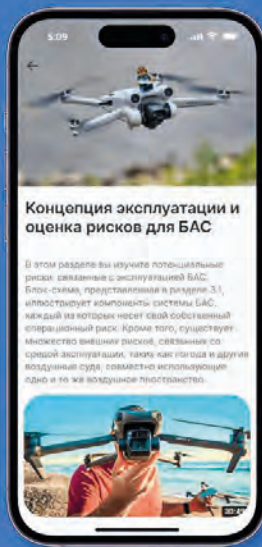 5:09
Концепция эксплуатации и
оценка рисков для БАС
В этом разделе вы изучите потенциальные
риски, связанные с эксплуатацией БАС.
Блок-схема, представленная в разделе 3.1,
иллюстрирует компоненты системы БАС,
каждый из которых несет свой собственный
операционный риск. Кроме того, существует
множество внешних рисков, связанных со
средой эксплуатации, таких как погода и другие
воздушные суда, совместно использующие
одно и то же воздушное пространство.